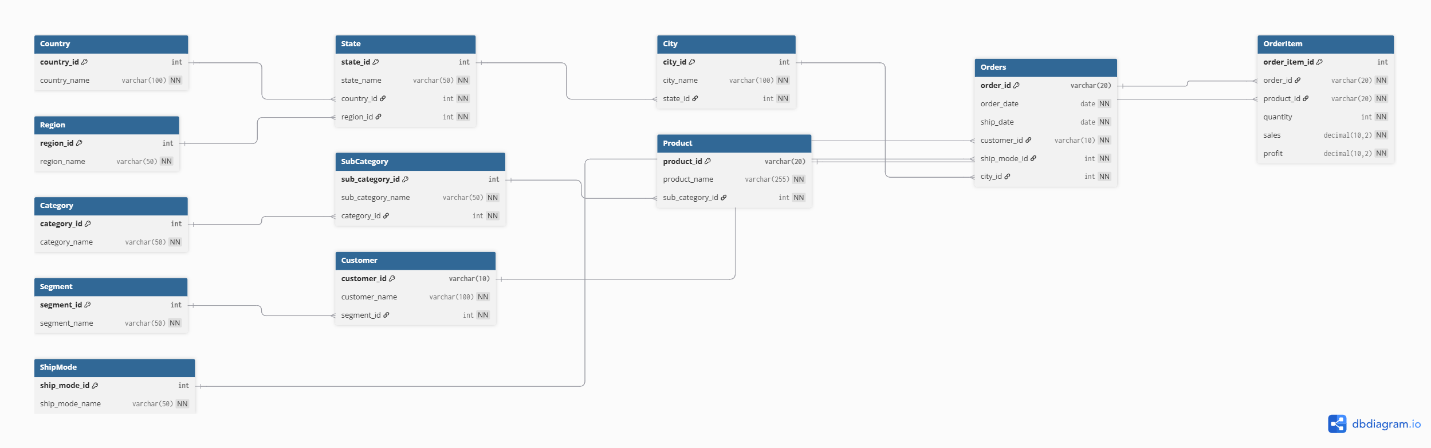 Country
country_id int
country_name varchar(100) NN
Region
region_id int
region_name varchar(50) NN
Category
category_id int
category_name varchar(50) NN
Segment
segment_id int
segment_name varchar(50) NN
ShipMode
ship_mode_id int
ship_mode_name varchar(50) NN
State
state_id int
state_name varchar(50) NN
country_id int NN
region_id int NN
SubCategory
sub_category_id int
sub_category_name varchar(50) NN
category_id int NN
Customer
customer_id varchar(10)
customer_name varchar(100) NN
segment_id int NN
City
city_id int
city_name varchar(100) NN
state_id int NN
Product
product_id varchar(20)
product_name varchar(255) NN
sub_category_id int NN
Orders
order_id varchar(20)
order_date date NN
ship_date date NN
customer_id varchar(10) NN
ship_mode_id int NN
city_id int NN
OrderItem
order_item_id int
order_id varchar(20) NN
product_id varchar(20) NN
quantity int NN
sales decimal(10,2) NN
profit decimal(10,2) NN
dbdiagram.io